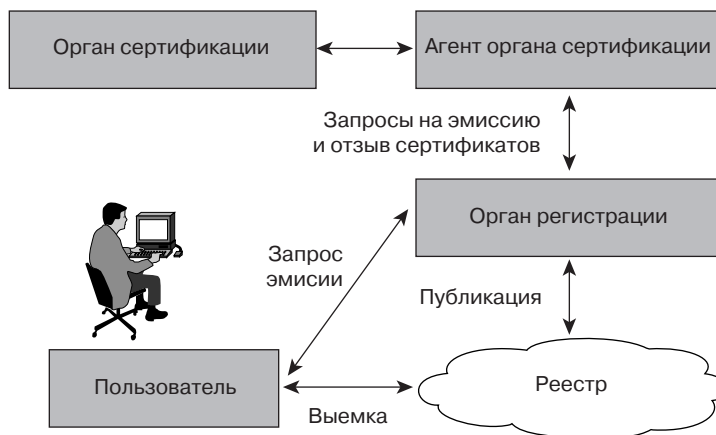 Орган сертификации
Агент органа сертификации
Запросы на эмиссию
и отзыв сертификатов
Орган регистрации
Запрос
эмисии
Публикация
Пользователь
Реестр
Выемка